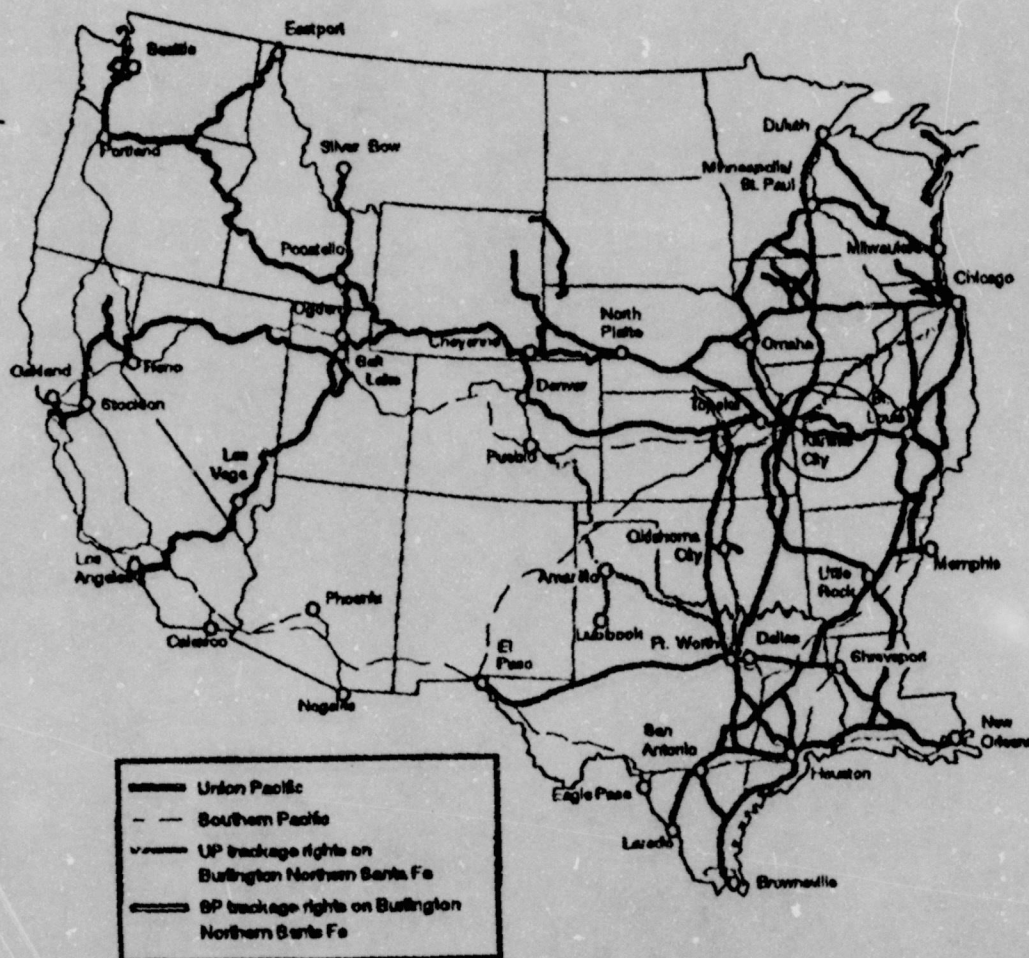 Eastport
Seattle
Portland
Silver Bow
Duluth
Minneapolis/
St. Paul
Pocatello
Milwaukee
Chicago
Ogden
North
Platte
Cheyenne
Omaha
Oakland
Reno
Salt
Lake
Denver
Stockton
Topeka
St.
Louis
Kansas
City
Pueblo
Las
Vegas
Oklahoma
City
Los
Angeles
Amarillo
Little
Rock
Memphis
Phoenix
Lubbock
Calexico
El
Paso
Ft. Worth
Dallas
Shreveport
Nogales
San
Antonio
New
Orleans
Houston
Eagle Pass
Laredo
Brownsville
Union Pacific
Southern Pacific
UP trackage rights on
Burlington Northern Santa Fe
SP trackage rights on Burlington
Northern Santa Fe